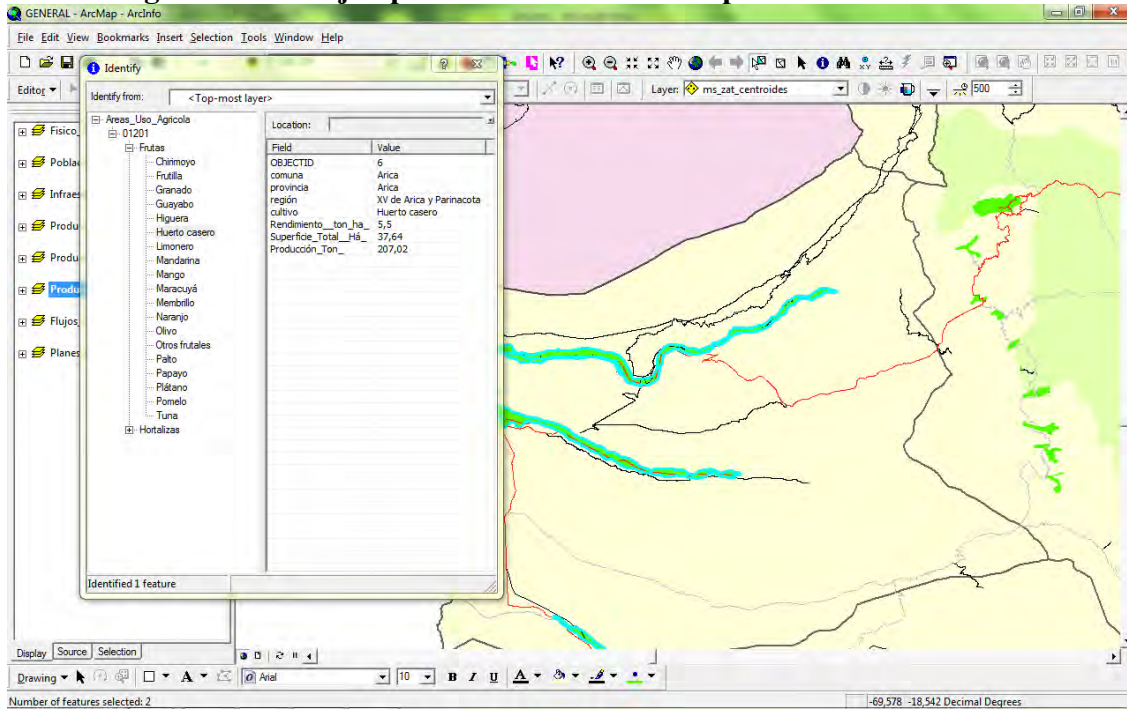 GENERAL - ArcMap - ArcInfo
File Edit View Bookmarks Insert Selection Tools Window Help
Editor
Layer: ms_zat_centroides 500
Identify
Identify from: <Top-most layer>
Areas_Uso_Agricola
01201
Frutas
Chirimoyo
Frutilla
Granado
Guayabo
Higuera
Huerto casero
Limonero
Mandarina
Mango
Maracuyá
Membrillo
Naranjo
Olivo
Otros frutales
Palto
Papayo
Plátano
Pomelo
Tuna
Hortalizas
Location:
Field Value
OBJECTID 6
comuna Arica
provincia Arica
región XV de Arica y Parinacota
cultivo Huerto casero
Rendimiento__ton_ha_ 5,5
Superficie_Total__Há_ 37,64
Producción_Ton_ 207,02
Identified 1 feature
Fisico_
Poblac
Infraes
Produ
Produ
Produ
Flujos_
Planes
Display Source Selection
Drawing A Arial 10 B I U A
Number of features selected: 2
-69,578 -18,542 Decimal Degrees